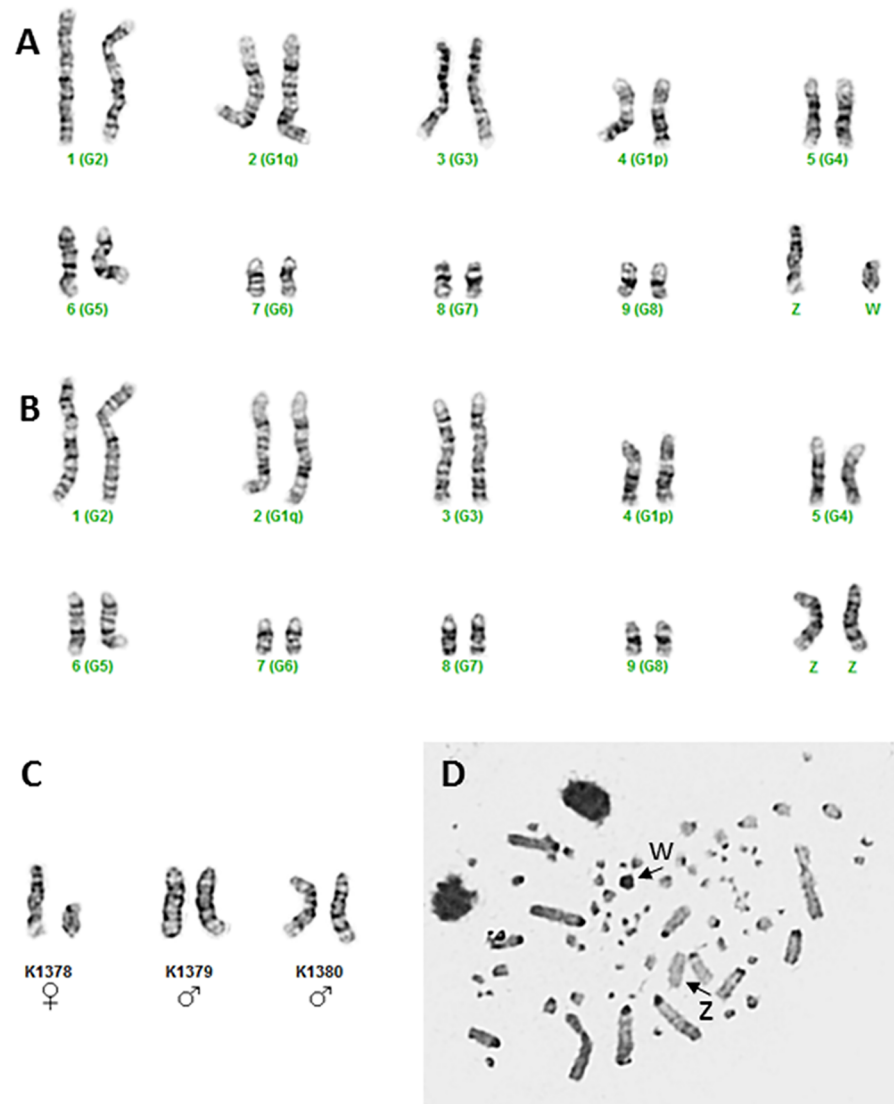 A
1 (G2) 2 (G1q) 3 (G3) 4 (G1p) 5 (G4)
6 (G5) 7 (G6) 8 (G7) 9 (G8) Z W
B
1 (G2) 2 (G1q) 3 (G3) 4 (G1p) 5 (G4)
6 (G5) 7 (G6) 8 (G7) 9 (G8) Z Z
C
K1378 K1379 K1380
♀ ♂ ♂
D
W
Z